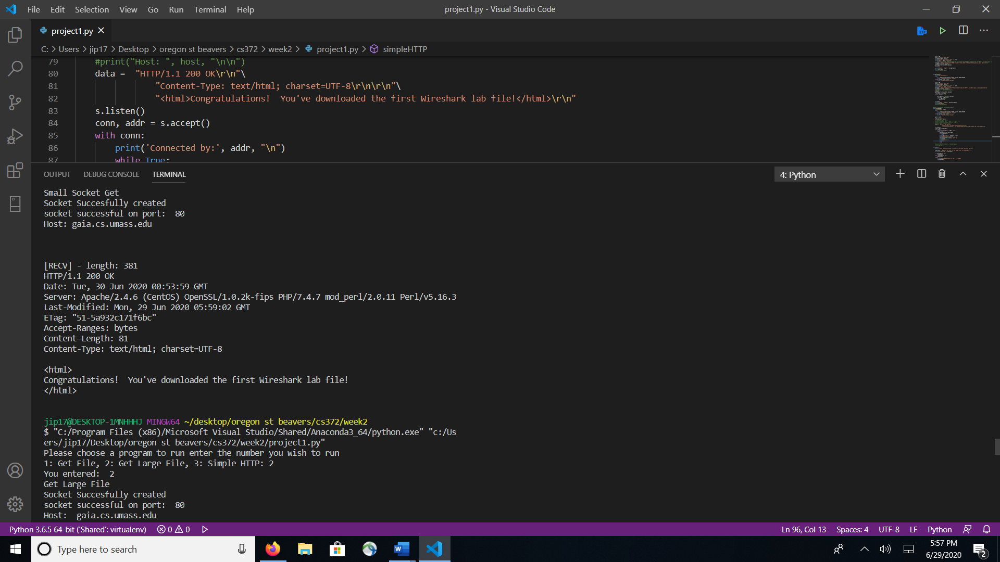 File Edit Selection View Go Run Terminal Help
project1.py - Visual Studio Code
project1.py
C: > Users > jip17 > Desktop > oregon st beavers > cs372 > week2 > project1.py > simpleHTTP
79 #print("Host: ", host, "\n\n")
80 data =  "HTTP/1.1 200 OK\r\n"\
81 "Content-Type: text/html; charset=UTF-8\r\n\r\n"\
82 "<html>Congratulations!  You've downloaded the first Wireshark lab file!</html>\r\n"
83 s.listen()
84 conn, addr = s.accept()
85 with conn:
86 print('Connected by:', addr, "\n")
87 while True:
OUTPUT DEBUG CONSOLE TERMINAL
4: Python
Small Socket Get
Socket Succesfully created
socket successful on port:  80
Host: gaia.cs.umass.edu
[RECV] - length: 381
HTTP/1.1 200 OK
Date: Tue, 30 Jun 2020 00:53:59 GMT
Server: Apache/2.4.6 (CentOS) OpenSSL/1.0.2k-fips PHP/7.4.7 mod_perl/2.0.11 Perl/v5.16.3
Last-Modified: Mon, 29 Jun 2020 05:59:02 GMT
ETag: "51-5a932c171f6bc"
Accept-Ranges: bytes
Content-Length: 81
Content-Type: text/html; charset=UTF-8
<html>
Congratulations!  You've downloaded the first Wireshark lab file!
</html>
jip17@DESKTOP-1MNHHHJ MINGW64 ~/desktop/oregon st beavers/cs372/week2
$ "C:/Program Files (x86)/Microsoft Visual Studio/Shared/Anaconda3_64/python.exe" "c:/Us
ers/jip17/Desktop/oregon st beavers/cs372/week2/project1.py"
Please choose a program to run enter the number you wish to run
1: Get File, 2: Get Large File, 3: Simple HTTP: 2
You entered:  2
Get Large File
Socket Succesfully created
socket successful on port:  80
Host:  gaia.cs.umass.edu
Python 3.6.5 64-bit ('Shared': virtualenv) 0 0
Ln 96, Col 13 Spaces: 4 UTF-8 LF Python
Type here to search
5:57 PM
6/29/2020
2